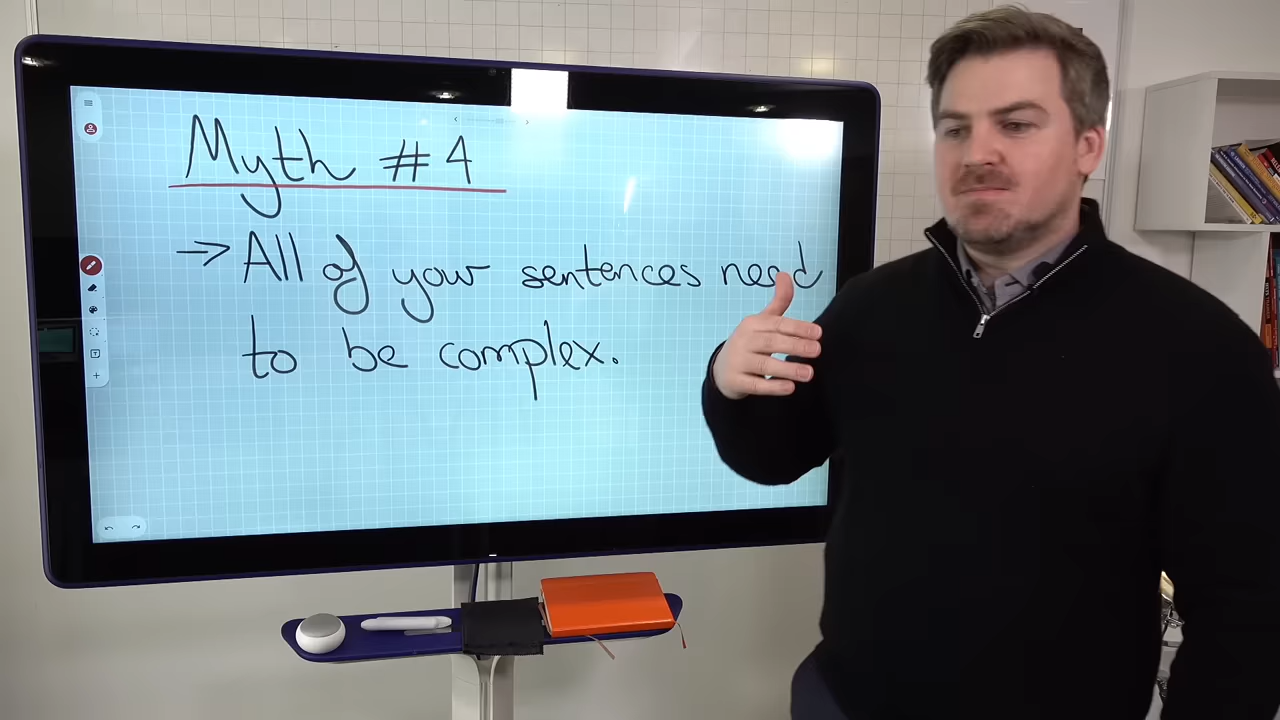 Myth #4
→ All of your sentences need
to be complex.